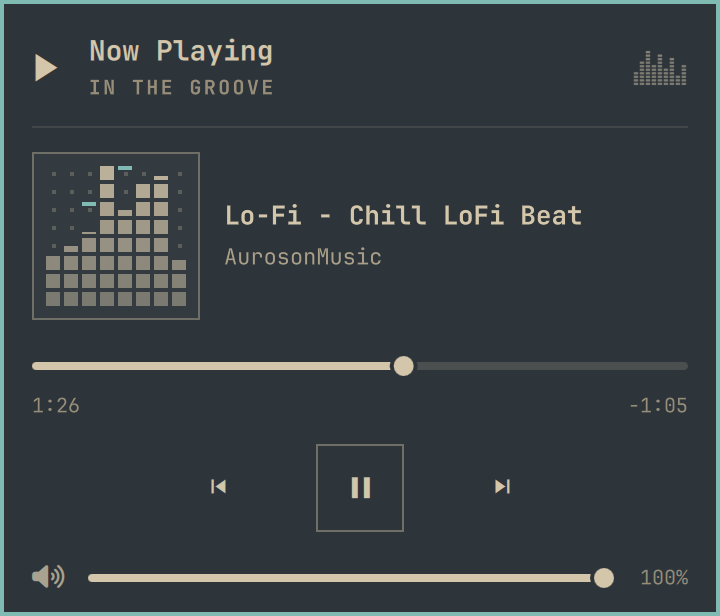 Now Playing
IN THE GROOVE
Lo-Fi - Chill LoFi Beat
AurosonMusic
1:26
-1:05
100%